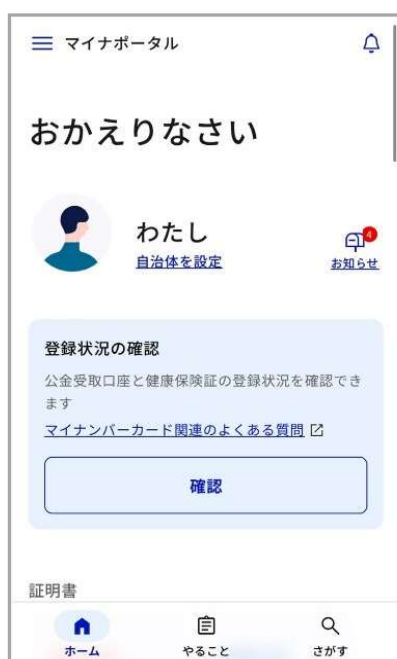 マイナポータル
おかえりなさい
わたし
自治体を設定
4
お知らせ
登録状況の確認
公金受取口座と健康保険証の登録状況を確認でき
ます
マイナンバーカード関連のよくある質問
確認
証明書
ホーム
やること
さがす